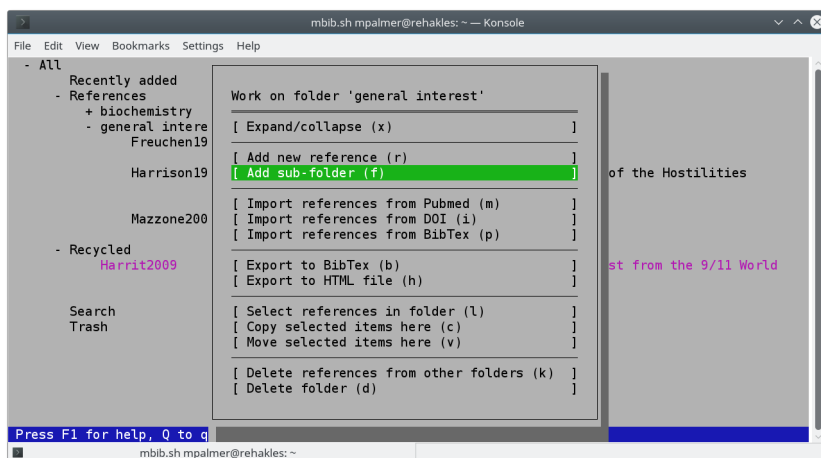 mbib.sh mpalmer@rehakles: ~ — Konsole
File Edit View Bookmarks Settings Help
- All
Recently added
- References
+ biochemistry
- general intere
Freuchen19
Harrison19
of the Hostilities
Mazzone200
- Recycled
Harrit2009
st from the 9/11 World
Search
Trash
Work on folder 'general interest'
[ Expand/collapse (x) ]
[ Add new reference (r) ]
[ Add sub-folder (f) ]
[ Import references from Pubmed (m) ]
[ Import references from DOI (i) ]
[ Import references from BibTex (p) ]
[ Export to BibTex (b) ]
[ Export to HTML file (h) ]
[ Select references in folder (l) ]
[ Copy selected items here (c) ]
[ Move selected items here (v) ]
[ Delete references from other folders (k) ]
[ Delete folder (d) ]
Press F1 for help, Q to q
mbib.sh mpalmer@rehakles: ~